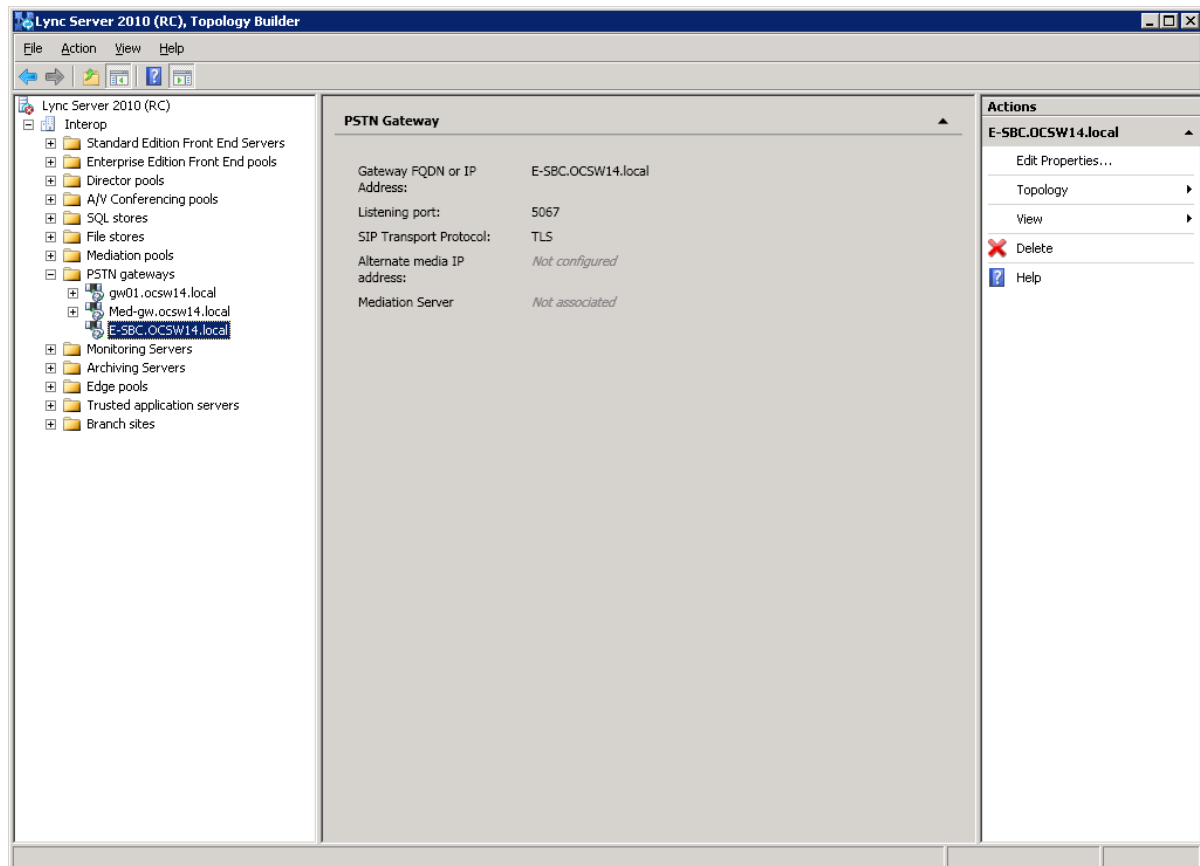 Lync Server 2010 (RC), Topology Builder
File Action View Help
Lync Server 2010 (RC)
Interop
Standard Edition Front End Servers
Enterprise Edition Front End pools
Director pools
A/V Conferencing pools
SQL stores
File stores
Mediation pools
PSTN gateways
gw01.ocsw14.local
Med-gw.ocsw14.local
E-SBC.OCSW14.local
Monitoring Servers
Archiving Servers
Edge pools
Trusted application servers
Branch sites
PSTN Gateway
Gateway FQDN or IP Address: E-SBC.OCSW14.local
Listening port: 5067
SIP Transport Protocol: TLS
Alternate media IP address: Not configured
Mediation Server Not associated
Actions
E-SBC.OCSW14.local
Edit Properties...
Topology
View
Delete
Help